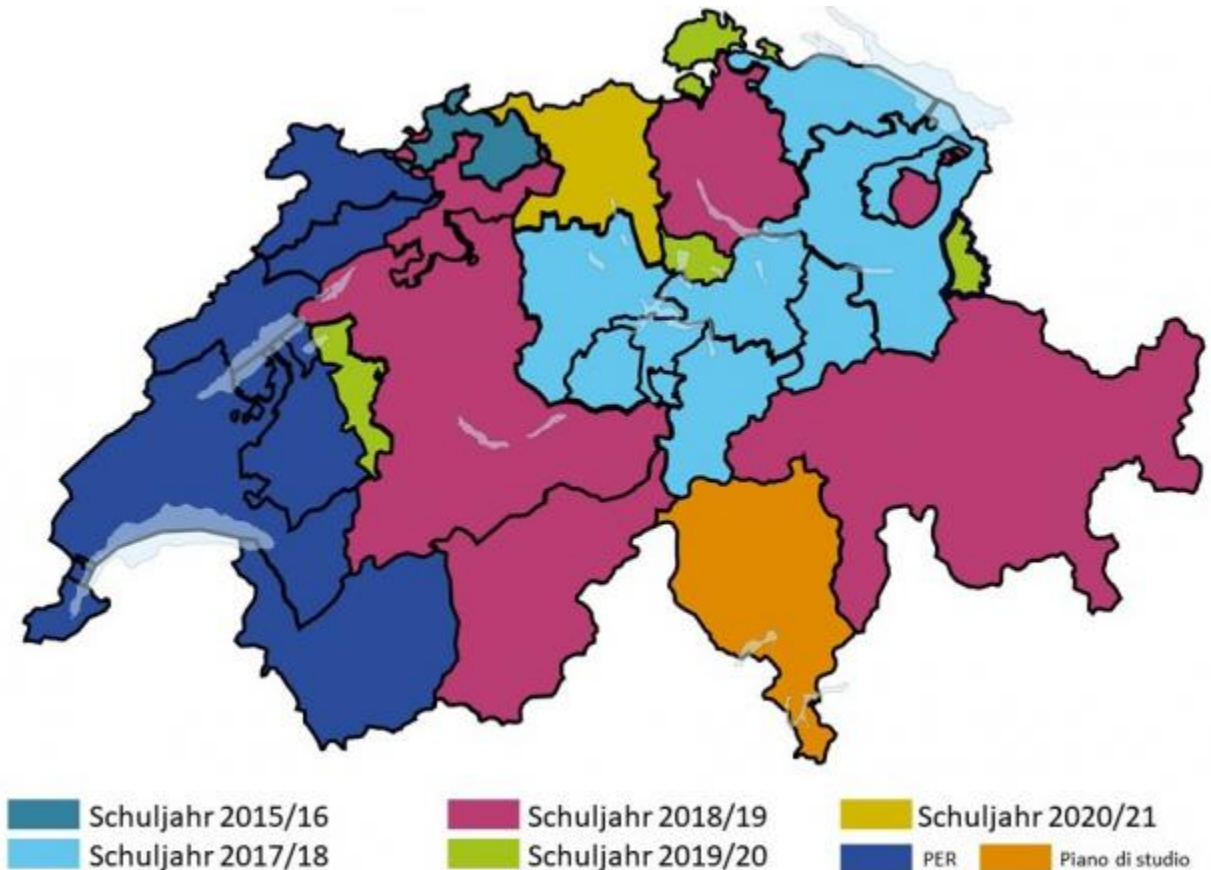 Schuljahr 2015/16
Schuljahr 2018/19
Schuljahr 2020/21
Schuljahr 2017/18
Schuljahr 2019/20
PER
Piano di studio